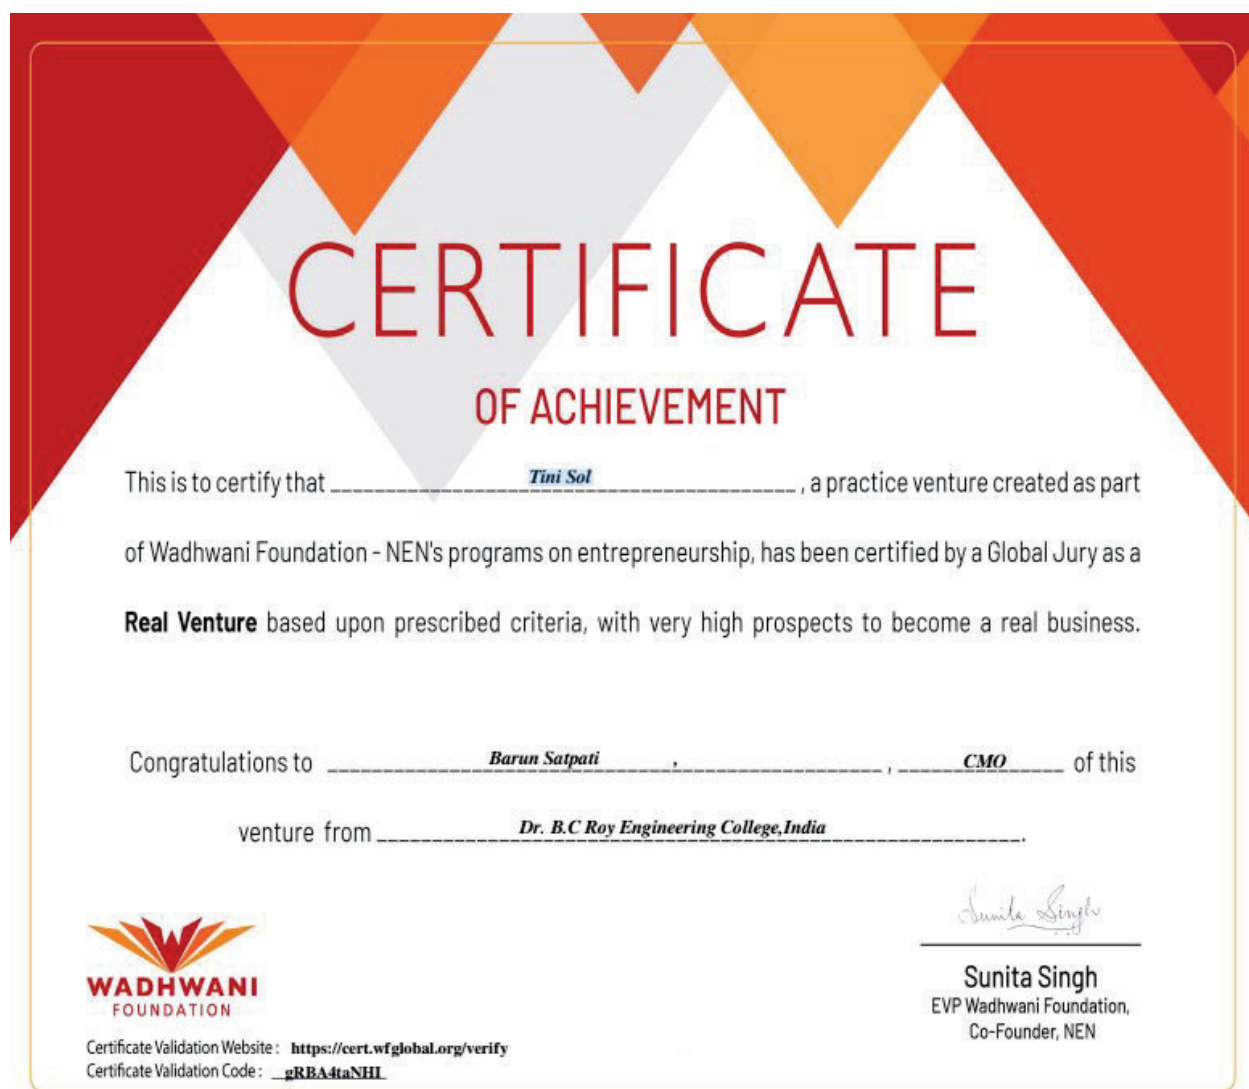 CERTIFICATE
OF ACHIEVEMENT
This is to certify that Tini Sol , a practice venture created as part
of Wadhwani Foundation - NEN's programs on entrepreneurship, has been certified by a Global Jury as a
Real Venture based upon prescribed criteria, with very high prospects to become a real business.
Congratulations to Barun Satpati , , CMO of this
venture from Dr. B.C Roy Engineering College,India .
Sunita Singh
WADHWANI
FOUNDATION
Sunita Singh
EVP Wadhwani Foundation,
Co-Founder, NEN
Certificate Validation Website : https://cert.wfglobal.org/verify
Certificate Validation Code : gRBA4taNHI